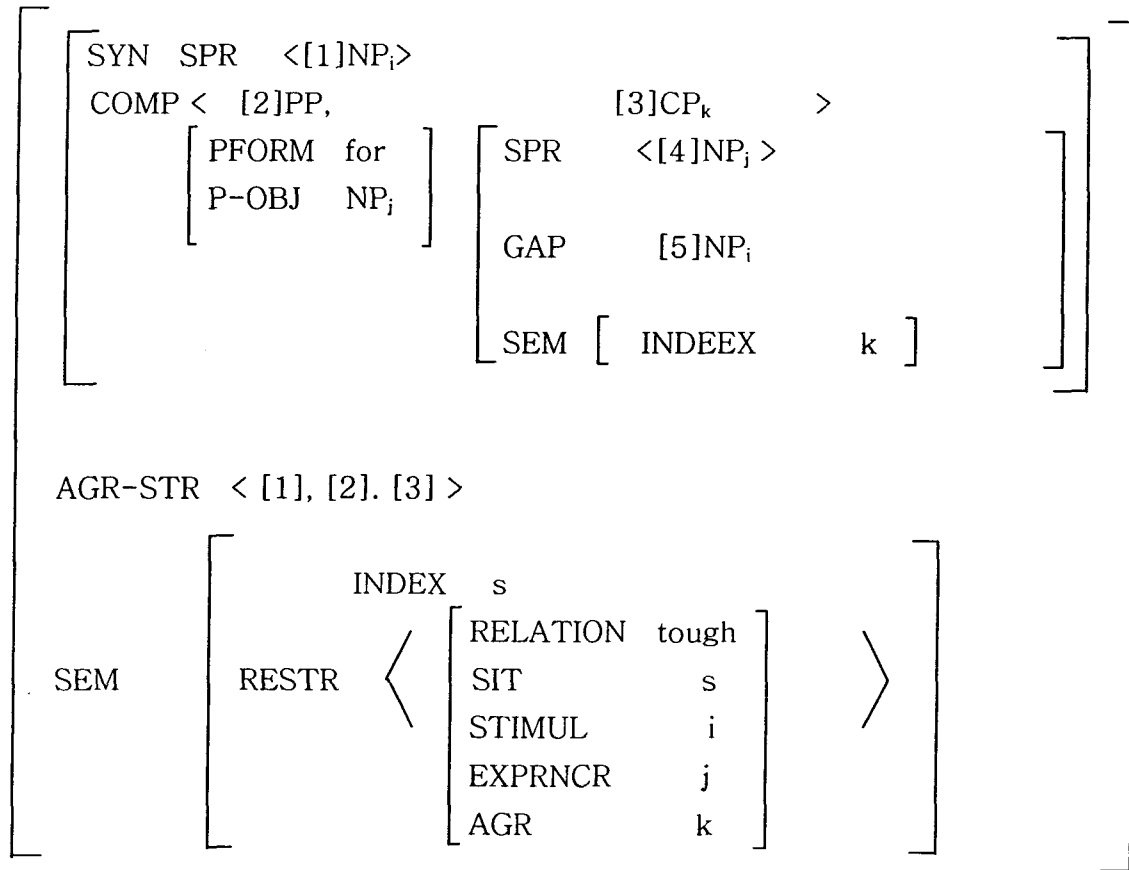 SYN SPR <[1]NPᵢ>
COMP < [2]PP, [3]CPₖ >
PFORM for SPR <[4]NPⱼ >
P-OBJ NPⱼ
GAP [5]NPᵢ
SEM [ INDEEX k ]
AGR-STR < [1], [2]. [3] >
INDEX s
RELATION tough
SEM RESTR < SIT s >
STIMUL i
EXPRNCR j
AGR k